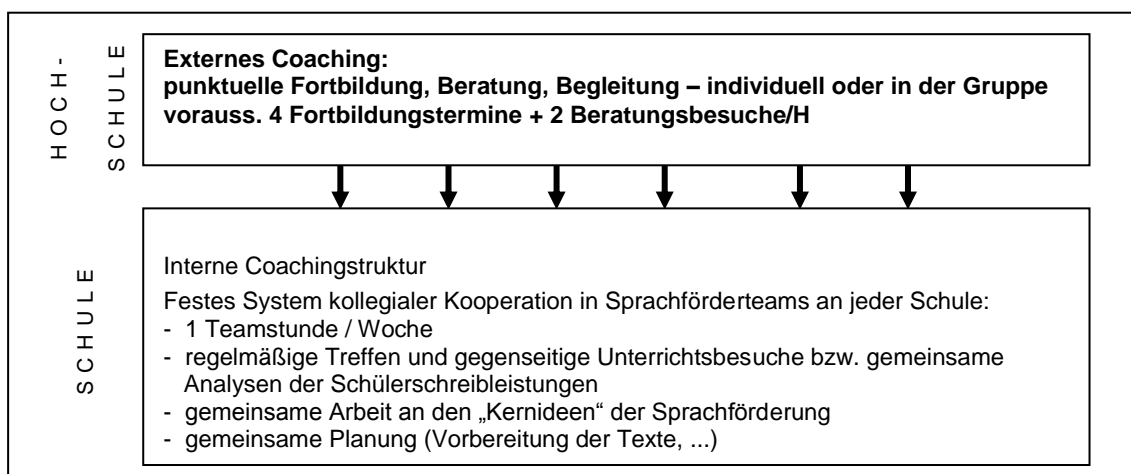 HOCH-
SCHULE
Externes Coaching:
punktuelle Fortbildung, Beratung, Begleitung – individuell oder in der Gruppe
vorauss. 4 Fortbildungstermine + 2 Beratungsbesuche/H
SCHULE
Interne Coachingstruktur
Festes System kollegialer Kooperation in Sprachförderteams an jeder Schule:
- 1 Teamstunde / Woche
- regelmäßige Treffen und gegenseitige Unterrichtsbesuche bzw. gemeinsame
Analysen der Schülerschreibleistungen
- gemeinsame Arbeit an den „Kernideen“ der Sprachförderung
- gemeinsame Planung (Vorbereitung der Texte, ...)